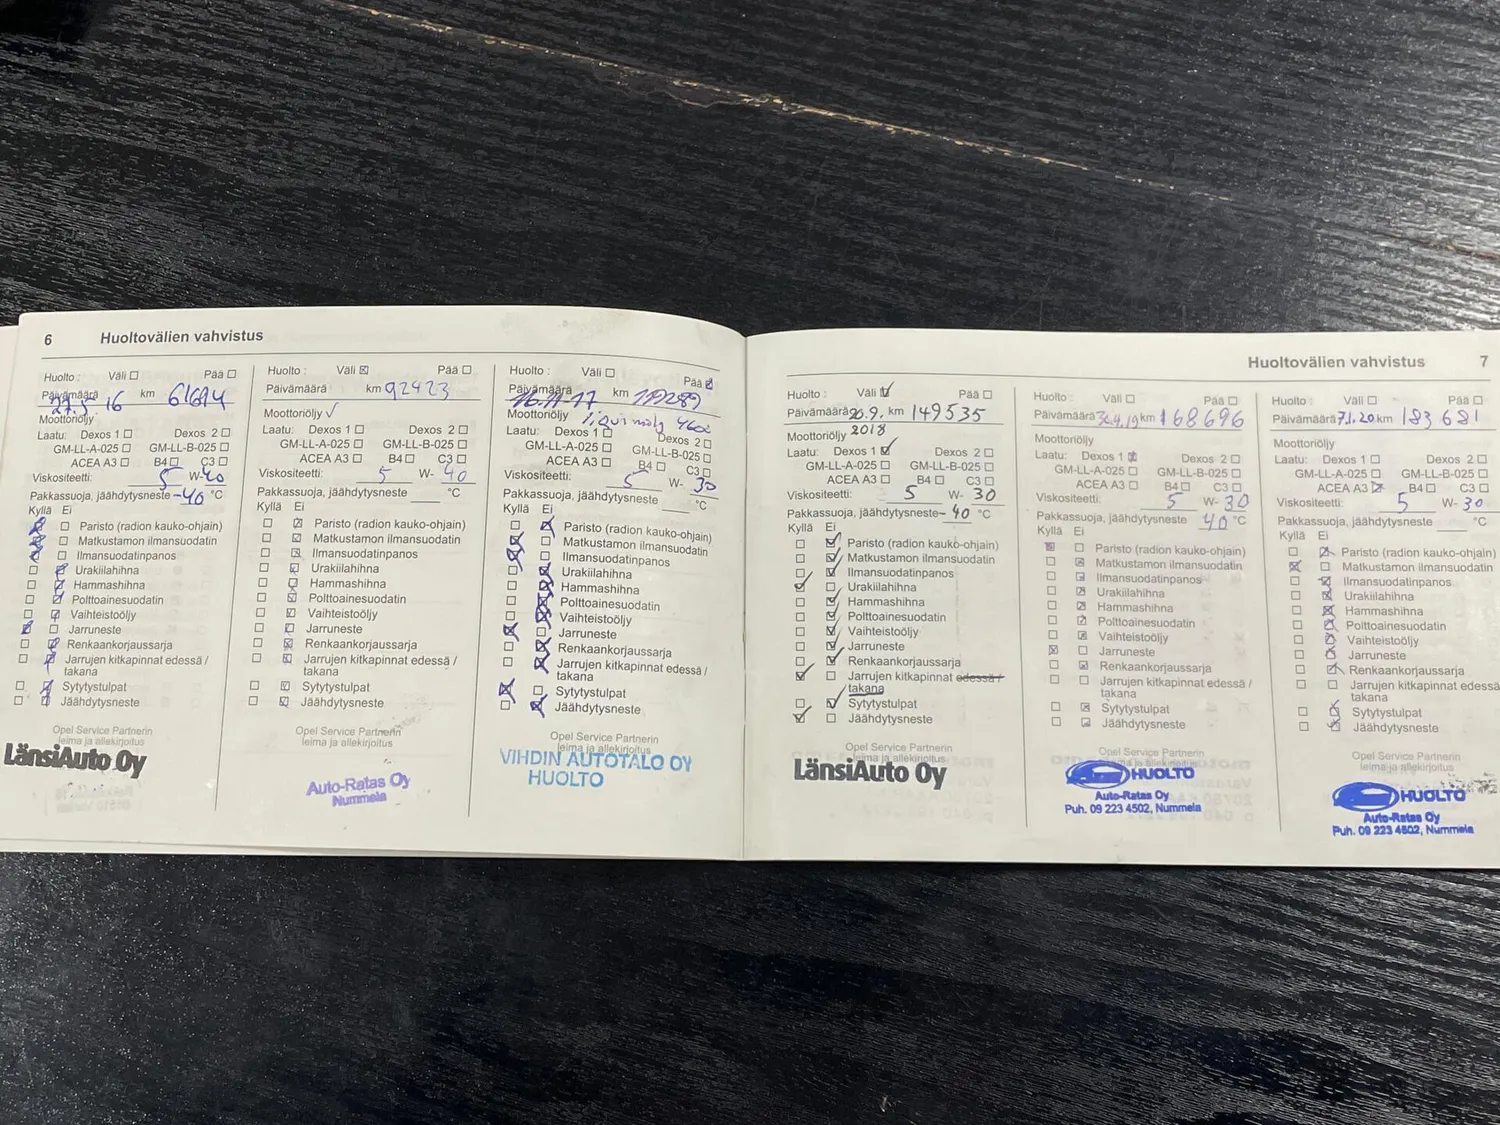 6 Huoltovälien vahvistus
Huolto : Väli ☐ Pää ☐
Päivämäärä 27.5.16 km 61694
Moottoriöljy
Laatu: Dexos 1 ☐ Dexos 2 ☐
GM-LL-A-025 ☐ GM-LL-B-025 ☐
ACEA A3 ☐ B4 ☐ C3 ☐
Viskositeetti: 5 W-40
Pakkassuoja, jäähdytysneste -40 °C
Kyllä Ei
Paristo (radion kauko-ohjain)
Matkustamon ilmansuodatin
Ilmansuodatinpanos
Urakiilahihna
Hammashihna
Polttoainesuodatin
Vaihteistoöljy
Jarruneste
Renkaankorjaussarja
Jarrujen kitkapinnat edessä /
takana
Sytytystulpat
Jäähdytysneste
Opel Service Partnerin
leima ja allekirjoitus
LänsiAuto Oy
Huolto : Väli ☒ Pää ☐
Päivämäärä km 92423
Moottoriöljy ✓
Laatu: Dexos 1 ☐ Dexos 2 ☐
GM-LL-A-025 ☐ GM-LL-B-025 ☐
ACEA A3 ☐ B4 ☐ C3 ☐
Viskositeetti: 5 W- 40
Pakkassuoja, jäähdytysneste °C
Kyllä Ei
Paristo (radion kauko-ohjain)
Matkustamon ilmansuodatin
Ilmansuodatinpanos
Urakiilahihna
Hammashihna
Polttoainesuodatin
Vaihteistoöljy
Jarruneste
Renkaankorjaussarja
Jarrujen kitkapinnat edessä /
takana
Sytytystulpat
Jäähdytysneste
Opel Service Partnerin
leima ja allekirjoitus
Auto-Ratas Oy
Nummela
Huolto : Väli ☐ Pää ☒
Päivämäärä 16.11.17 km 119289
Moottoriöljy Liqui moly 4600
Laatu: Dexos 1 ☐ Dexos 2 ☐
GM-LL-A-025 ☐ GM-LL-B-025 ☐
ACEA A3 ☐ B4 ☐ C3 ☐
Viskositeetti: 5 W- 30
Pakkassuoja, jäähdytysneste °C
Kyllä Ei
Paristo (radion kauko-ohjain)
Matkustamon ilmansuodatin
Ilmansuodatinpanos
Urakiilahihna
Hammashihna
Polttoainesuodatin
Vaihteistoöljy
Jarruneste
Renkaankorjaussarja
Jarrujen kitkapinnat edessä /
takana
Sytytystulpat
Jäähdytysneste
Opel Service Partnerin
leima ja allekirjoitus
VIHDIN AUTOTALO OY
HUOLTO
Huoltovälien vahvistus 7
Huolto : Väli ☑ Pää ☐
Päivämäärä 20.9. km 149535
Moottoriöljy 2018
Laatu: Dexos 1 ☑ Dexos 2 ☐
GM-LL-A-025 ☐ GM-LL-B-025 ☐
ACEA A3 ☐ B4 ☐ C3 ☐
Viskositeetti: 5 W- 30
Pakkassuoja, jäähdytysneste -40 °C
Kyllä Ei
Paristo (radion kauko-ohjain)
Matkustamon ilmansuodatin
Ilmansuodatinpanos
Urakiilahihna
Hammashihna
Polttoainesuodatin
Vaihteistoöljy
Jarruneste
Renkaankorjaussarja
Jarrujen kitkapinnat edessä /
takana
Sytytystulpat
Jäähdytysneste
Opel Service Partnerin
leima ja allekirjoitus
LänsiAuto Oy
Huolto : Väli ☐ Pää ☐
Päivämäärä km 168696
Moottoriöljy
Laatu: Dexos 1 ☒ Dexos 2 ☐
GM-LL-A-025 ☐ GM-LL-B-025 ☐
ACEA A3 ☐ B4 ☐ C3 ☐
Viskositeetti: 5 W- 30
Pakkassuoja, jäähdytysneste 40 °C
Kyllä Ei
Paristo (radion kauko-ohjain)
Matkustamon ilmansuodatin
Ilmansuodatinpanos
Urakiilahihna
Hammashihna
Polttoainesuodatin
Vaihteistoöljy
Jarruneste
Renkaankorjaussarja
Jarrujen kitkapinnat edessä /
takana
Sytytystulpat
Jäähdytysneste
Opel Service Partnerin
leima ja allekirjoitus
HUOLTO
Auto-Ratas Oy
Puh. 09 223 4502, Nummela
Huolto : Väli ☐ Pää ☐
Päivämäärä 7.1.20 km 183681
Moottoriöljy
Laatu: Dexos 1 ☐ Dexos 2 ☐
GM-LL-A-025 ☐ GM-LL-B-025 ☐
ACEA A3 ☒ B4 ☐ C3 ☐
Viskositeetti: 5 W- 30
Pakkassuoja, jäähdytysneste °C
Kyllä Ei
Paristo (radion kauko-ohjain)
Matkustamon ilmansuodatin
Ilmansuodatinpanos
Urakiilahihna
Hammashihna
Polttoainesuodatin
Vaihteistoöljy
Jarruneste
Renkaankorjaussarja
Jarrujen kitkapinnat edessä
takana
Sytytystulpat
Jäähdytysneste
Opel Service Partnerin
leima ja allekirjoitus
HUOLTO
Auto-Ratas Oy
Puh. 09 223 4502, Nummela